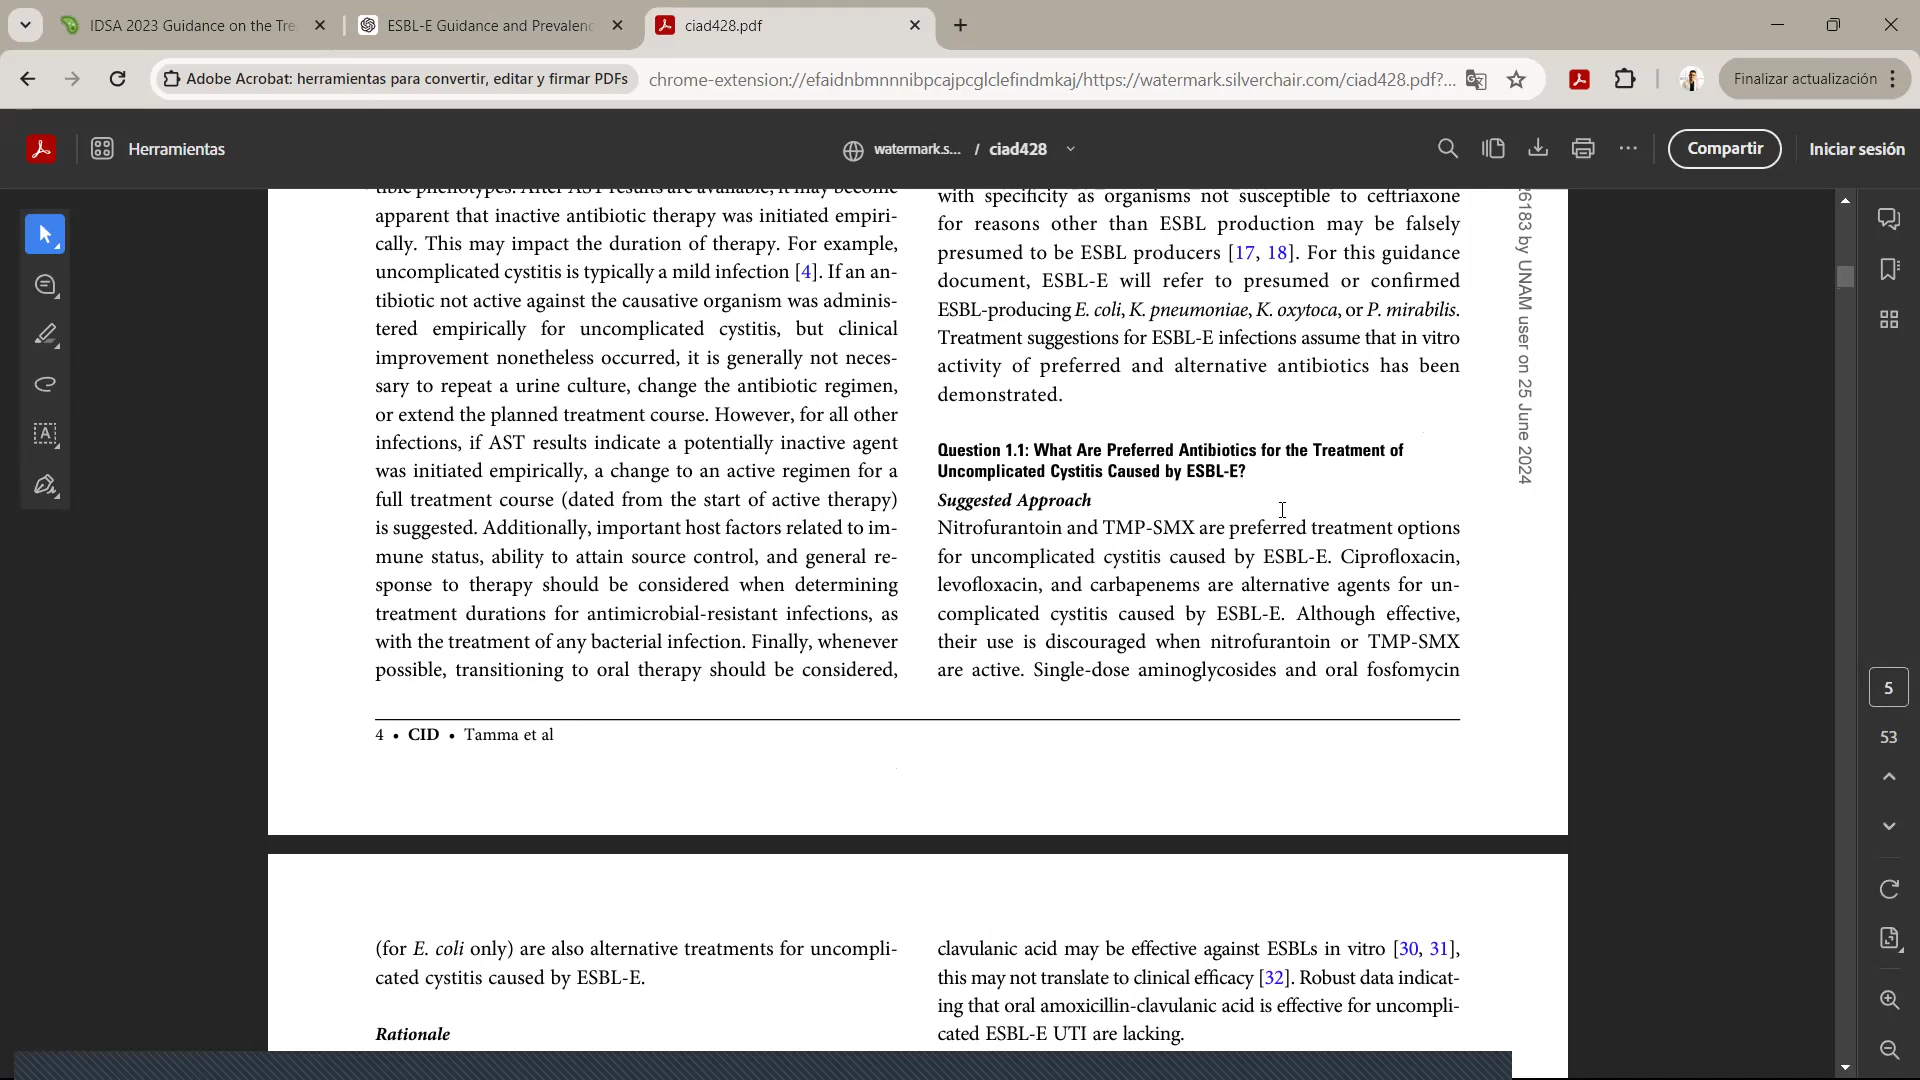 IDSA 2023 Guidance on the Tre
ESBL-E Guidance and Prevalenc
ciad428.pdf
Adobe Acrobat: herramientas para convertir, editar y firmar PDFs
chrome-extension://efaidnbmnnnibpcajpcglclefindmkaj/https://watermark.silverchair.com/ciad428.pdf?...
Finalizar actualización
Herramientas
watermark.s... / ciad428
Compartir
Iniciar sesión
tible phenotypes. After AST results are available, it may become
apparent that inactive antibiotic therapy was initiated empiri-
cally. This may impact the duration of therapy. For example,
uncomplicated cystitis is typically a mild infection [4]. If an an-
tibiotic not active against the causative organism was adminis-
tered empirically for uncomplicated cystitis, but clinical
improvement nonetheless occurred, it is generally not neces-
sary to repeat a urine culture, change the antibiotic regimen,
or extend the planned treatment course. However, for all other
infections, if AST results indicate a potentially inactive agent
was initiated empirically, a change to an active regimen for a
full treatment course (dated from the start of active therapy)
is suggested. Additionally, important host factors related to im-
mune status, ability to attain source control, and general re-
sponse to therapy should be considered when determining
treatment durations for antimicrobial-resistant infections, as
with the treatment of any bacterial infection. Finally, whenever
possible, transitioning to oral therapy should be considered,
with specificity as organisms not susceptible to ceftriaxone
for reasons other than ESBL production may be falsely
presumed to be ESBL producers [17, 18]. For this guidance
document, ESBL-E will refer to presumed or confirmed
ESBL-producing E. coli, K. pneumoniae, K. oxytoca, or P. mirabilis.
Treatment suggestions for ESBL-E infections assume that in vitro
activity of preferred and alternative antibiotics has been
demonstrated.
Question 1.1: What Are Preferred Antibiotics for the Treatment of
Uncomplicated Cystitis Caused by ESBL-E?
Suggested Approach
Nitrofurantoin and TMP-SMX are preferred treatment options
for uncomplicated cystitis caused by ESBL-E. Ciprofloxacin,
levofloxacin, and carbapenems are alternative agents for un-
complicated cystitis caused by ESBL-E. Although effective,
their use is discouraged when nitrofurantoin or TMP-SMX
are active. Single-dose aminoglycosides and oral fosfomycin
26183 by UNAM user on 25 June 2024
4 • CID • Tamma et al
(for E. coli only) are also alternative treatments for uncompli-
cated cystitis caused by ESBL-E.
Rationale
clavulanic acid may be effective against ESBLs in vitro [30, 31],
this may not translate to clinical efficacy [32]. Robust data indicat-
ing that oral amoxicillin-clavulanic acid is effective for uncompli-
cated ESBL-E UTI are lacking.
5
53